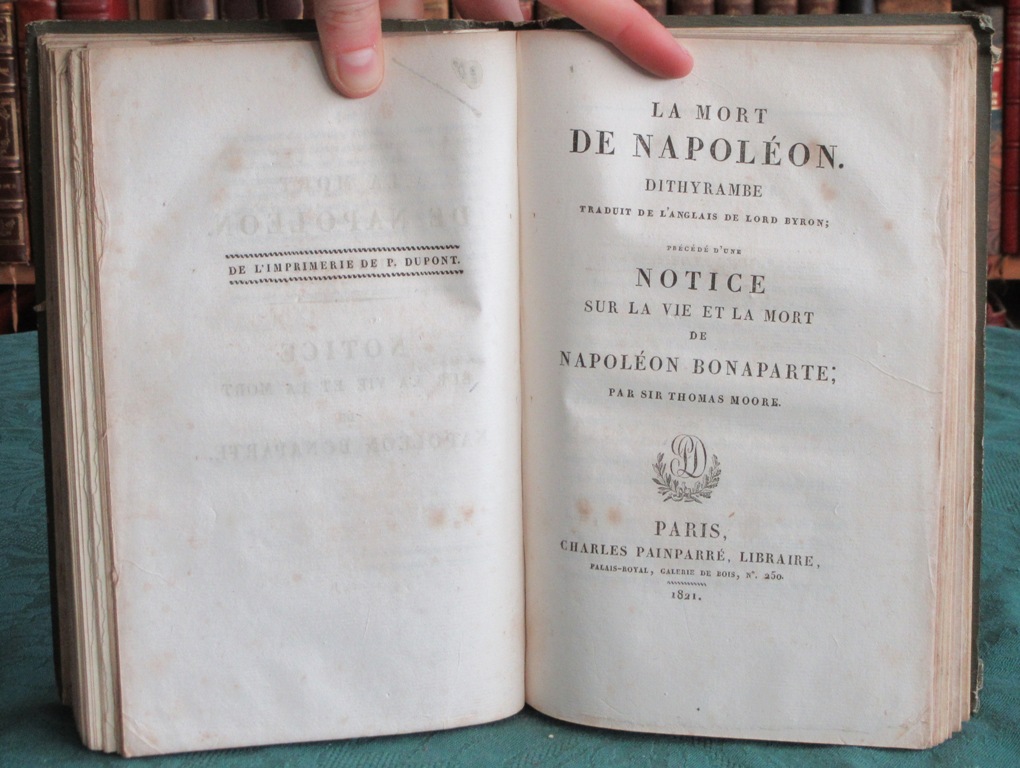 DE L'IMPRIMERIE DE P. DUPONT.
LA MORT
DE NAPOLÉON.
DITHYRAMBE
TRADUIT DE L'ANGLAIS DE LORD BYRON;
PRÉCÉDÉ D'UNE
NOTICE
SUR LA VIE ET LA MORT
DE
NAPOLÉON BONAPARTE;
PAR SIR THOMAS MOORE.
PD
PARIS,
CHARLES PAINPARRÉ, LIBRAIRE,
PALAIS-ROYAL, GALERIE DE BOIS, N°. 250.
1821.